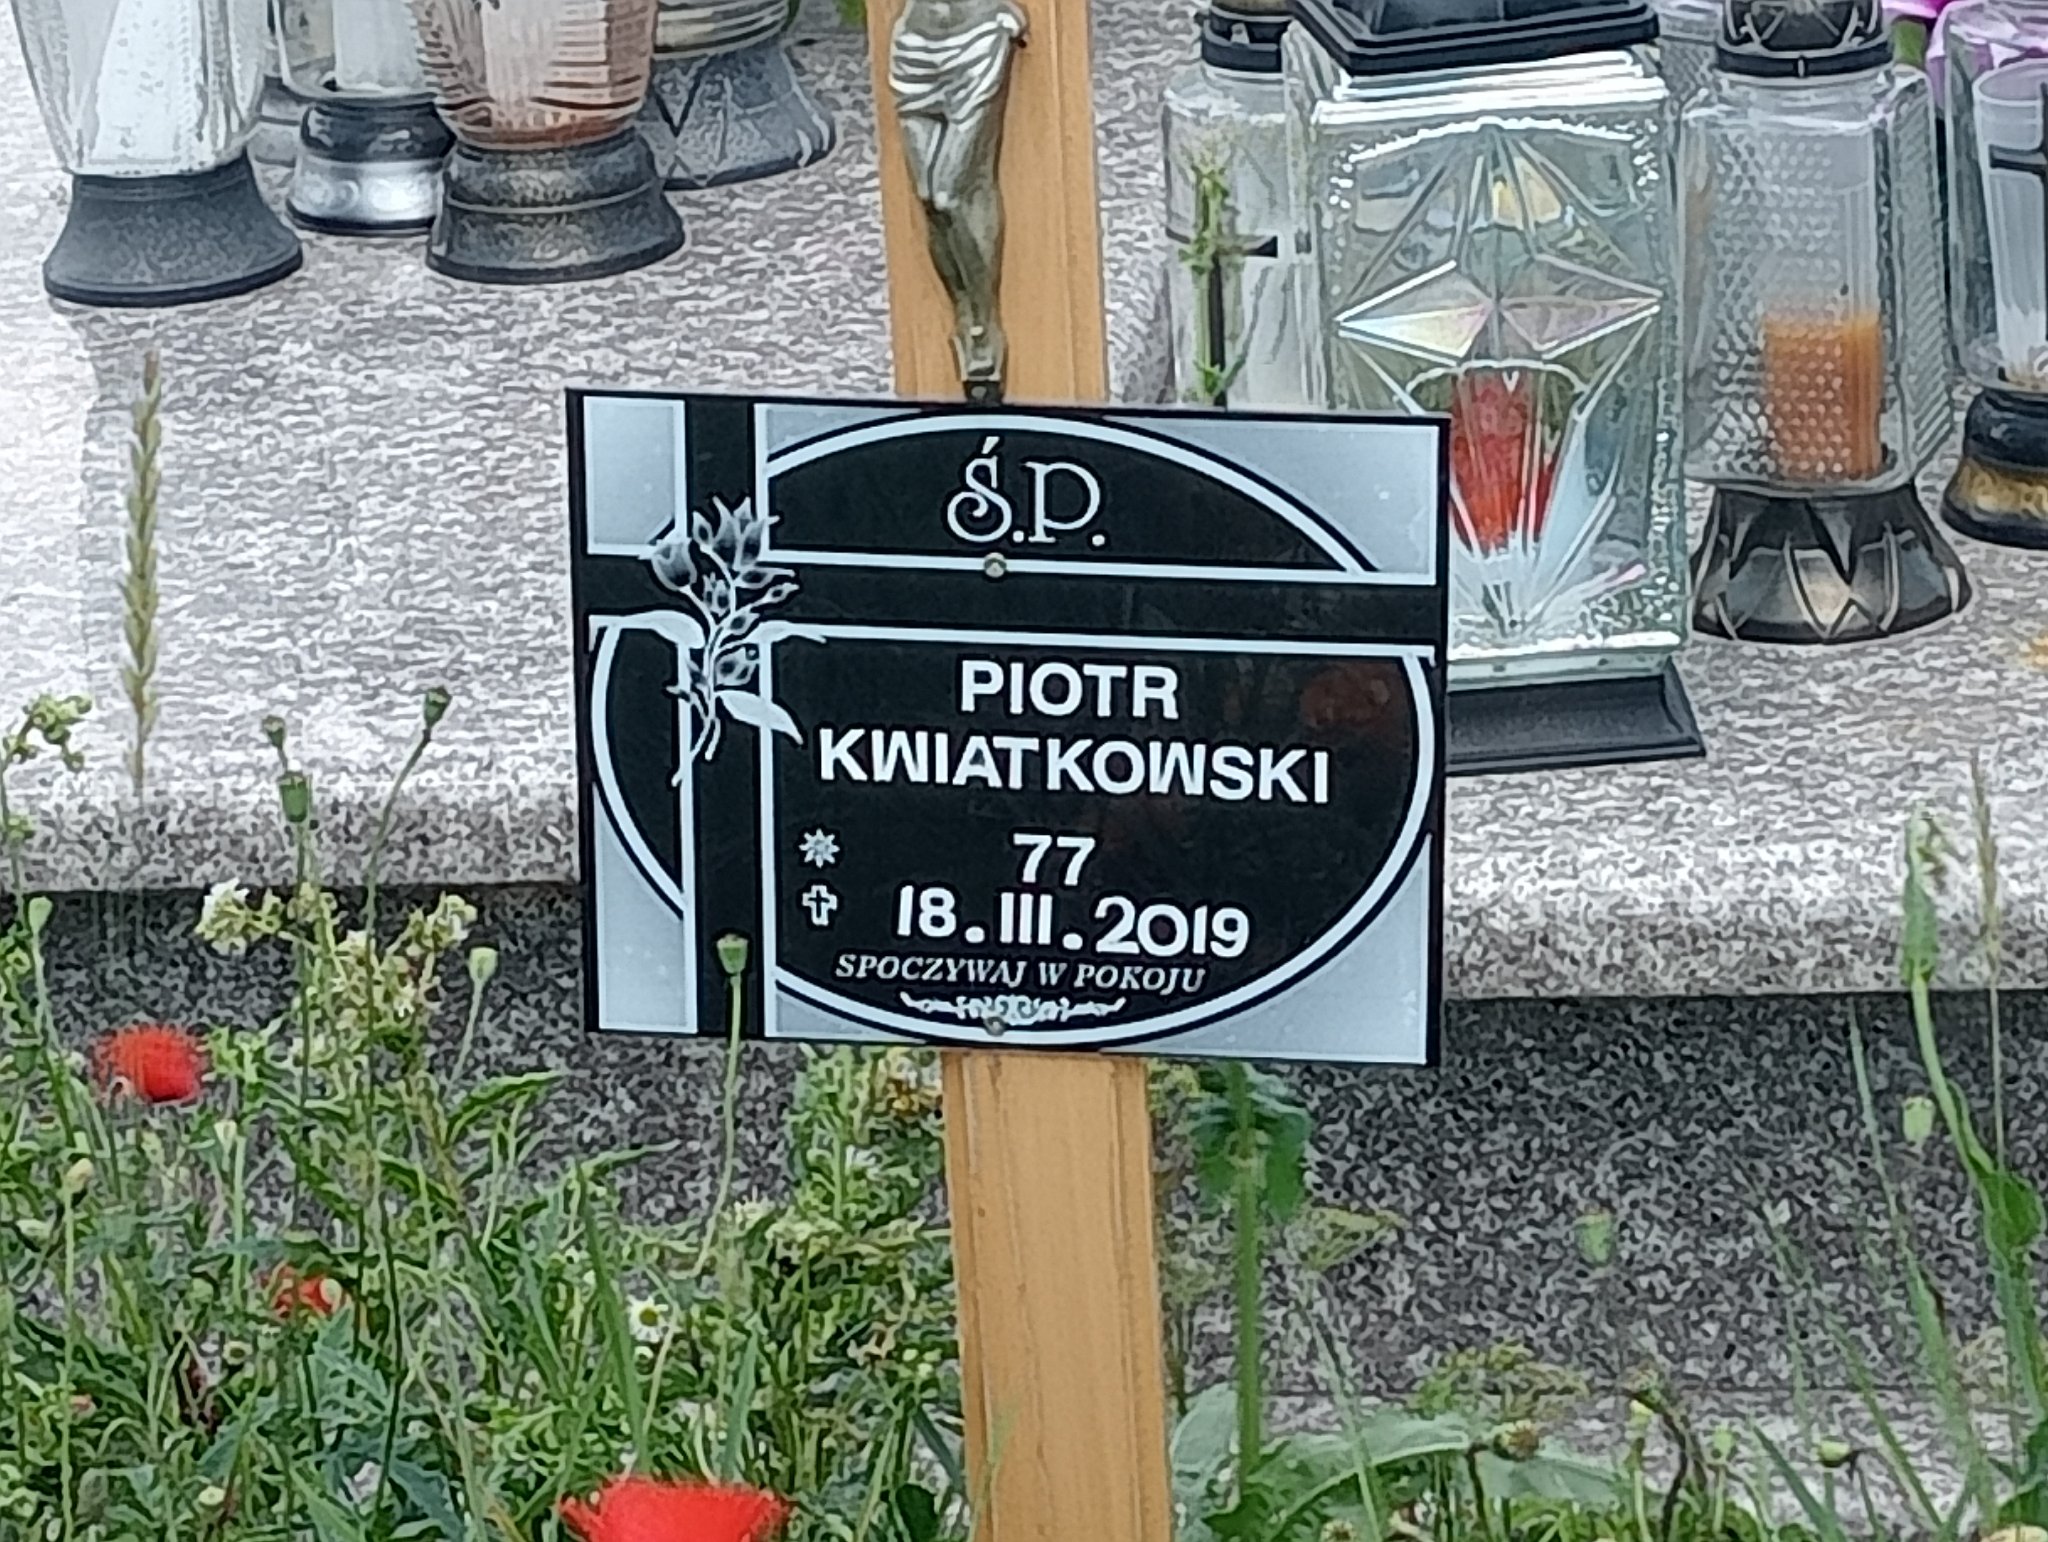 Ś.P.
PIOTR
KWIATKOWSKI
77
18.III.2019
SPOCZYWAJ W POKOJU